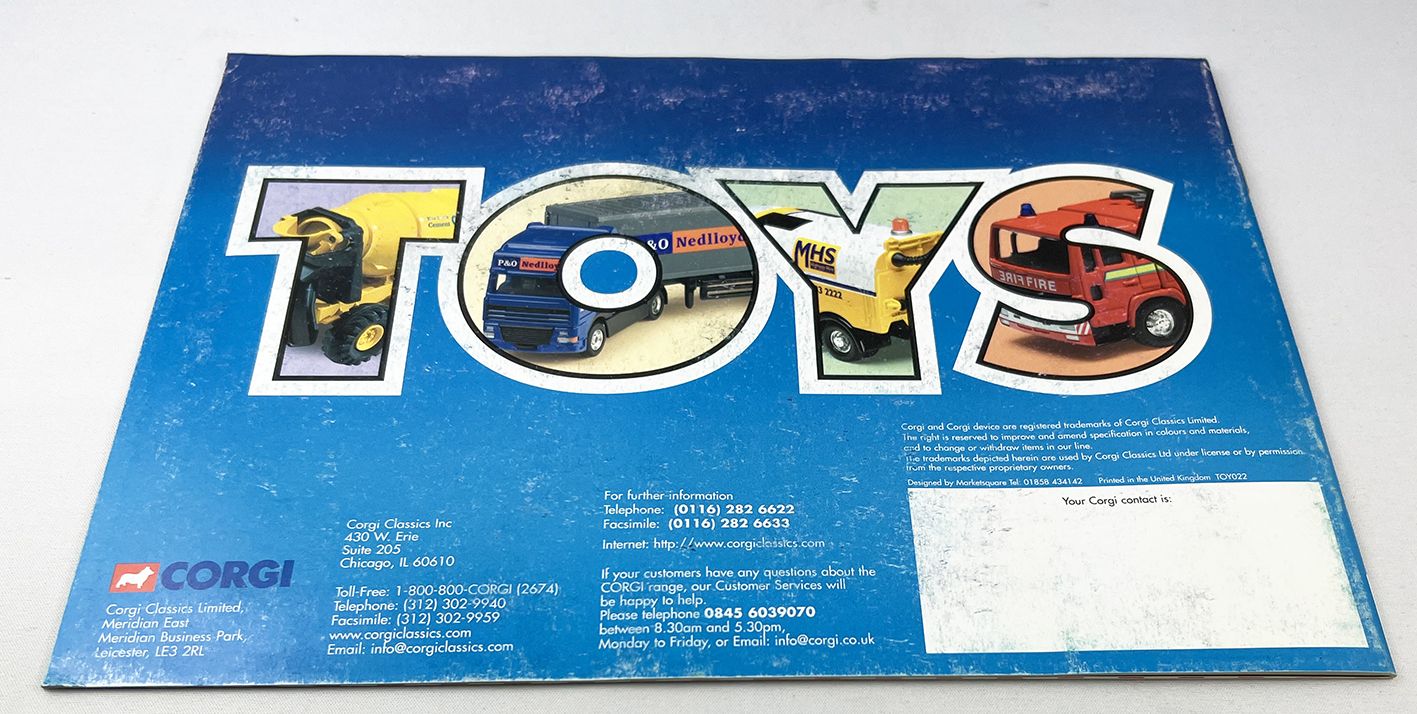 TOYS
Cement
P&O Nedlloyd
P&O Nedlloy
MHS
3 2222
FIRE FIRE
Corgi and Corgi device are registered trademarks of Corgi Classics Limited.
The right is reserved to improve and amend specification in colours and materials,
and to change or withdraw items in our line.
The trademarks depicted herein are used by Corgi Classics Ltd under license or by permission
from the respective proprietary owners.
Designed by Marketsquare Tel: 01858 434142 Printed in the United Kingdom TOY022
Your Corgi contact is:
For further information
Telephone: (0116) 282 6622
Facsimile: (0116) 282 6633
Internet: http://www.corgiclassics.com
If your customers have any questions about the
CORGI range, our Customer Services will
be happy to help.
Please telephone 0845 6039070
between 8.30am and 5.30pm,
Monday to Friday, or Email: info@corgi.co.uk
Corgi Classics Inc
430 W. Erie
Suite 205
Chicago, IL 60610
Toll-Free: 1-800-800-CORGI (2674)
Telephone: (312) 302-9940
Facsimile: (312) 302-9959
www.corgiclassics.com
Email: info@corgiclassics.com
CORGI
Corgi Classics Limited,
Meridian East
Meridian Business Park,
Leicester, LE3 2RL